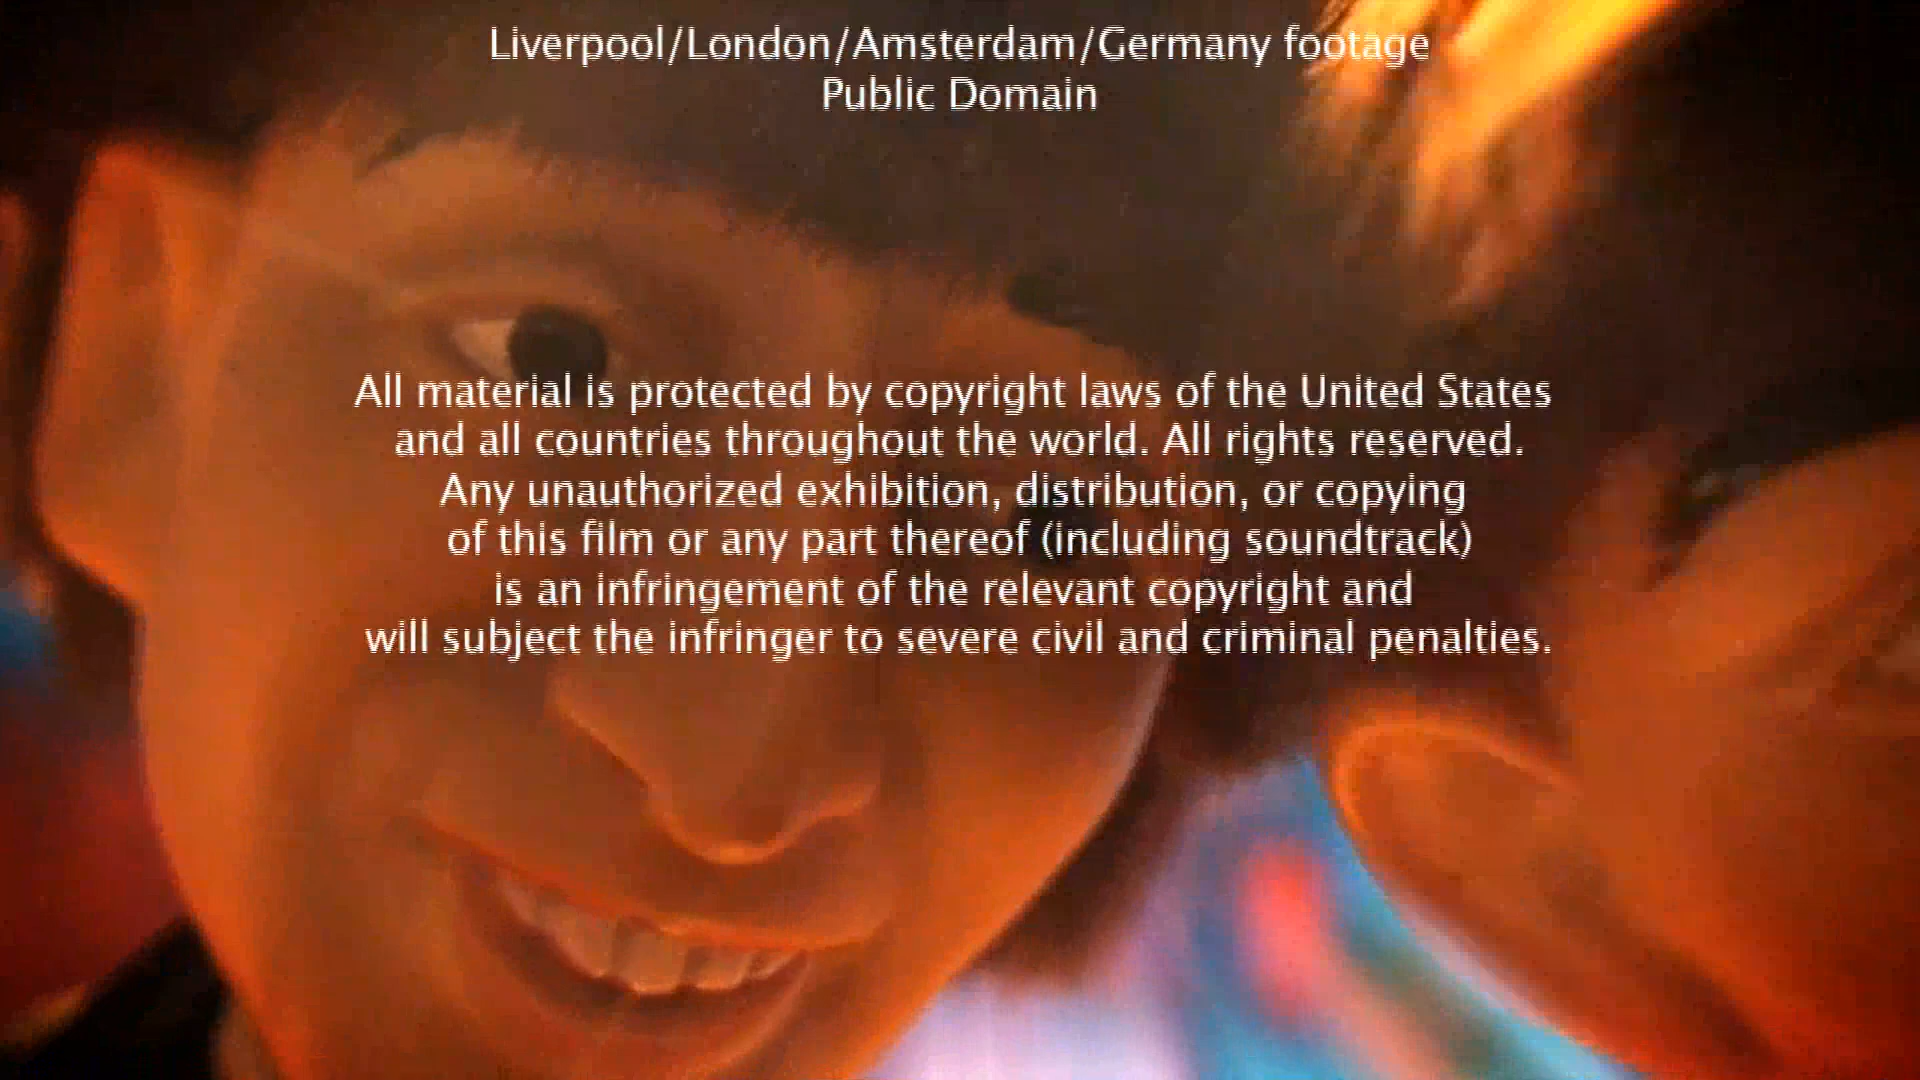 Liverpool/London/Amsterdam/Germany footage
Public Domain
All material is protected by copyright laws of the United States
and all countries throughout the world. All rights reserved.
Any unauthorized exhibition, distribution, or copying
of this film or any part thereof (including soundtrack)
is an infringement of the relevant copyright and
will subject the infringer to severe civil and criminal penalties.